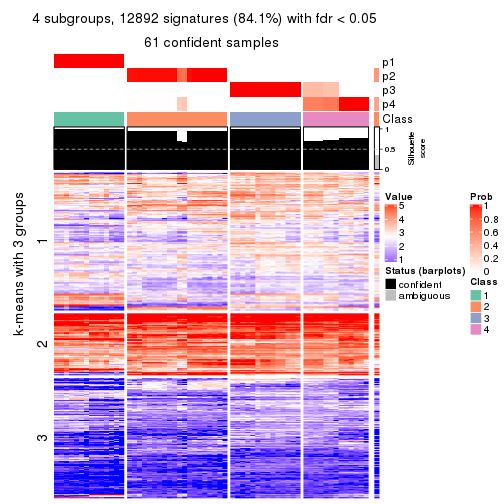 4 subgroups, 12892 signatures (84.1%) with fdr < 0.05
61 confident samples
p1
p2
p3
p4
Class
1
0.5
0
Silhouette
score
k-means with 3 groups
1
2
3
Value
5
4
3
2
1
Status (barplots)
confident
ambiguous
Prob
1
0.8
0.6
0.4
0.2
0
Class
1
2
3
4